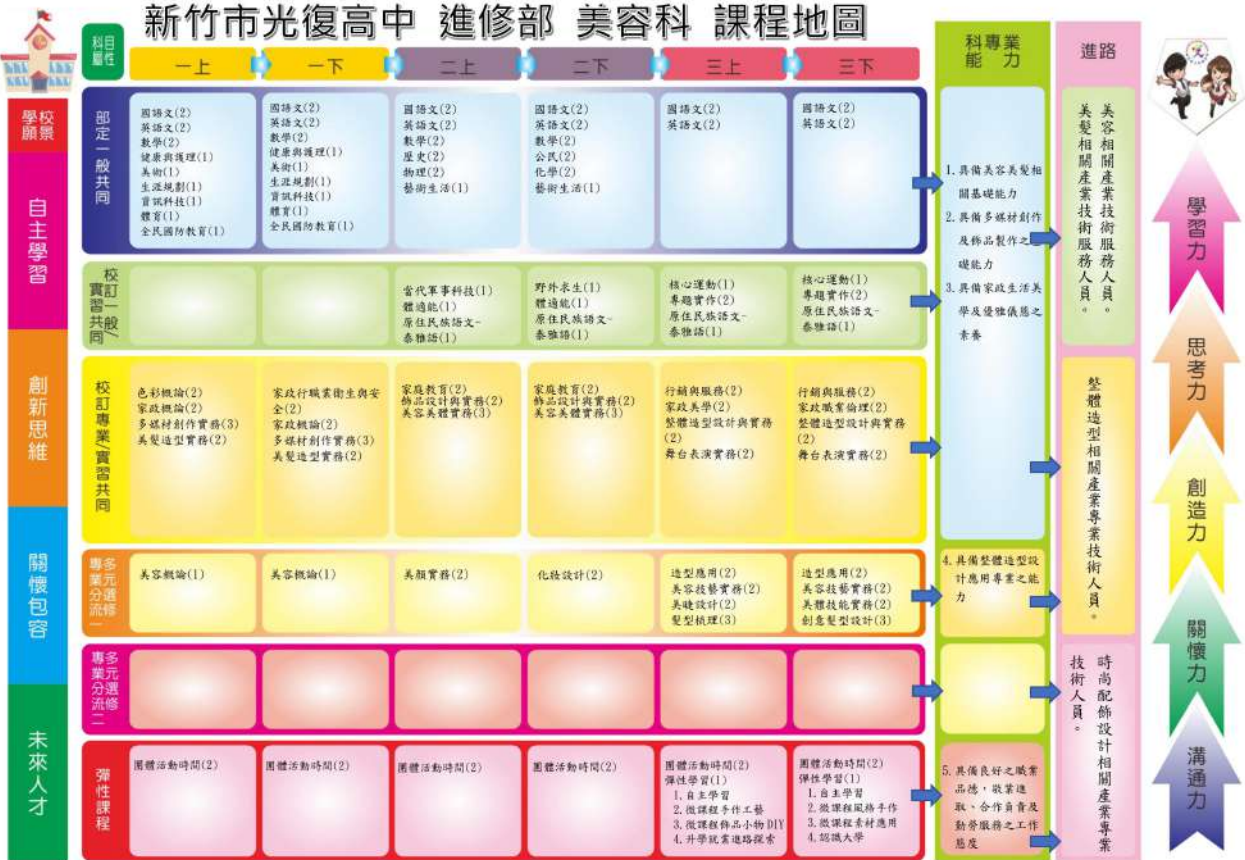 新竹市光復高中 進修部 美容科 課程地圖
科目屬性
一上
一下
二上
二下
三上
三下
科專業能力
進路
學校願景
自主學習
創新思維
關懷包容
未來人才
部定一般共同
國語文(2)
英語文(2)
數學(2)
健康與護理(1)
美術(1)
生涯規劃(1)
資訊科技(1)
體育(1)
全民國防教育(1)
國語文(2)
英語文(2)
數學(2)
健康與護理(1)
美術(1)
生涯規劃(1)
資訊科技(1)
體育(1)
全民國防教育(1)
國語文(2)
英語文(2)
數學(2)
歷史(2)
物理(2)
藝術生活(1)
國語文(2)
英語文(2)
數學(2)
公民(2)
化學(2)
藝術生活(1)
國語文(2)
英語文(2)
國語文(2)
英語文(2)
校訂一般/實習共同
當代軍事科技(1)
體適能(1)
原住民族語文-
泰雅語(1)
野外求生(1)
體適能(1)
原住民族語文-
泰雅語(1)
核心運動(1)
專題實作(2)
原住民族語文-
泰雅語(1)
核心運動(1)
專題實作(2)
原住民族語文-
泰雅語(1)
校訂專業/實習共同
色彩概論(2)
家政概論(2)
多媒材創作實務(3)
美髮造型實務(2)
家政行職業衛生與安
全(2)
家政概論(2)
多媒材創作實務(3)
美髮造型實務(2)
家庭教育(2)
飾品設計與實務(2)
美容美體實務(3)
家庭教育(2)
飾品設計與實務(2)
美容美體實務(3)
行銷與服務(2)
家政美學(2)
整體造型設計與實務
(2)
舞台表演實務(2)
行銷與服務(2)
家政職業倫理(2)
整體造型設計與實務
(2)
舞台表演實務(2)
多元選修專業分流一
美容概論(1)
美容概論(1)
美顏實務(2)
化妝設計(2)
造型應用(2)
美容技藝實務(2)
美睫設計(2)
髮型梳理(3)
造型應用(2)
美容技藝實務(2)
美體技能實務(2)
創意髮型設計(3)
多元選修專業分流二
彈性課程
團體活動時間(2)
團體活動時間(2)
團體活動時間(2)
團體活動時間(2)
團體活動時間(2)
彈性學習(1)
1.自主學習
2.微課程手作工藝
3.微課程飾品小物DIY
4.升學就業進路探索
團體活動時間(2)
彈性學習(1)
1.自主學習
2.微課程風格手作
3.微課程素材應用
4.認識大學
1.具備美容美髮相
關基礎能力
2.具備多媒材創作
及飾品製作之基
礎能力
3.具備家政生活美
學及優雅儀態之
素養
4.具備整體造型設
計應用專業之能
力
5.具備良好之職業
品德,敬業進
取、合作負責及
勤勞服務之工作
態度
美容相關產業技術服務人員。
美髮相關產業技術服務人員。
整體造型相關產業專業技術人員。
時尚配飾設計相關產業專業
技術人員。
學習力
思考力
創造力
關懷力
溝通力